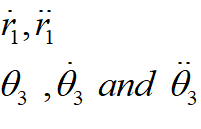 ṙ₁, r̈₁
θ₃ , θ̇₃ and θ̈₃